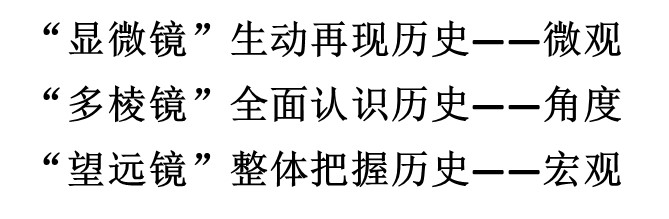 “显微镜”生动再现历史——微观
“多棱镜”全面认识历史——角度
“望远镜”整体把握历史——宏观